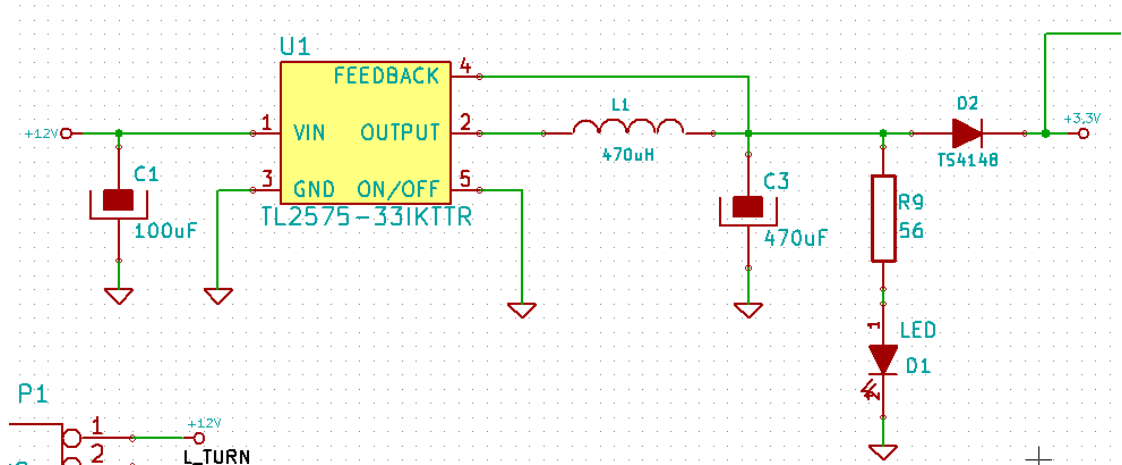 U1
FEEDBACK 4
+12V 1 VIN OUTPUT 2
L1
470uH
D2
TS4148
+3,3V
3 GND ON/OFF 5
TL2575-33IKTTR
C1
100uF
C3
470uF
R9
56
1 LED
D1
2
P1
1 +12V
2 L_TURN